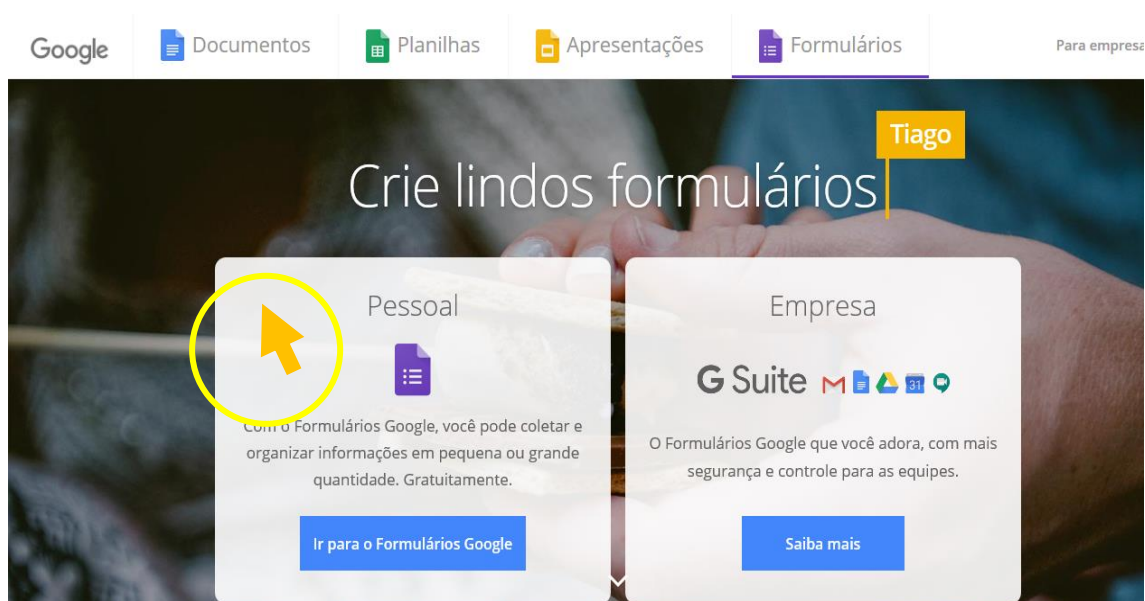 Google
Documentos
Planilhas
Apresentações
Formulários
Para empresa
Tiago
Crie lindos formulários
Pessoal
Com o Formulários Google, você pode coletar e
organizar informações em pequena ou grande
quantidade. Gratuitamente.
Ir para o Formulários Google
Empresa
G Suite
31
O Formulários Google que você adora, com mais
segurança e controle para as equipes.
Saiba mais